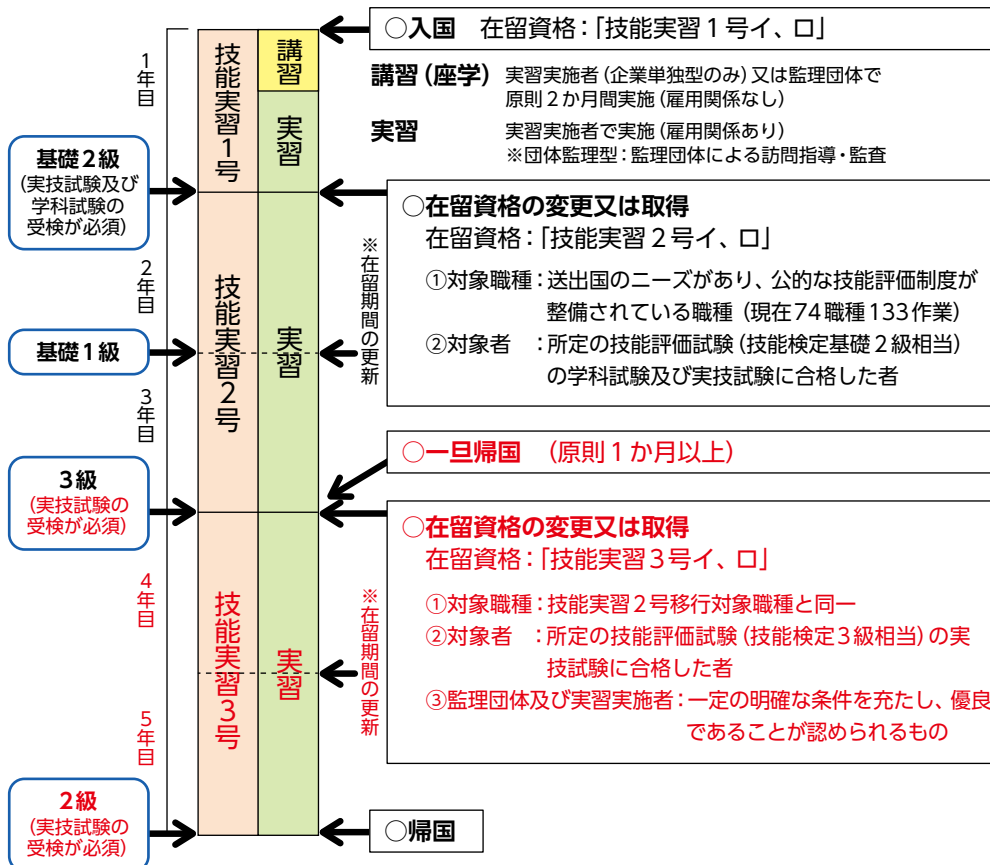 ○入国 在留資格：「技能実習１号イ、ロ」
講習（座学） 実習実施者（企業単独型のみ）又は監理団体で
原則２か月間実施（雇用関係なし）
実習 実習実施者で実施（雇用関係あり）
※団体監理型：監理団体による訪問指導・監査
1年目
技能実習１号
講習
実習
基礎２級
（実技試験及び
学科試験の
受検が必須）
○在留資格の変更又は取得
在留資格：「技能実習２号イ、ロ」
①対象職種：送出国のニーズがあり、公的な技能評価制度が
整備されている職種（現在74職種133作業）
②対象者 ：所定の技能評価試験（技能検定基礎２級相当）
の学科試験及び実技試験に合格した者
2年目
技能実習２号
実習
※在留期間の更新
基礎１級
3年目
○一旦帰国 （原則１か月以上）
３級
（実技試験の
受検が必須）
○在留資格の変更又は取得
在留資格：「技能実習３号イ、ロ」
①対象職種：技能実習２号移行対象職種と同一
②対象者 ：所定の技能評価試験（技能検定３級相当）の実
技試験に合格した者
③監理団体及び実習実施者：一定の明確な条件を充たし、優良
であることが認められるもの
4年目
技能実習３号
実習
※在留期間の更新
5年目
２級
（実技試験の
受検が必須）
○帰国